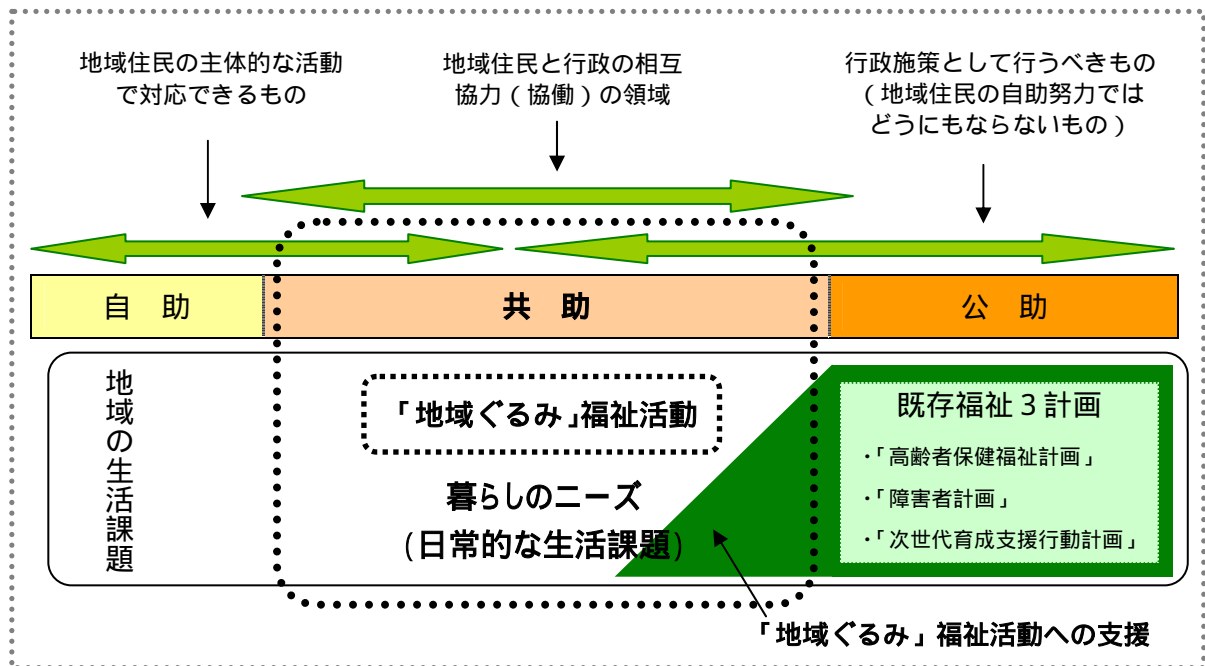 地域住民の主体的な活動
で対応できるもの
地域住民と行政の相互
協力（協働）の領域
行政施策として行うべきもの
（地域住民の自助努力では
どうにもならないもの）
自　助
共　助
公　助
地域の生活課題
「地域ぐるみ」福祉活動
暮らしのニーズ
（日常的な生活課題）
既存福祉３計画
・「高齢者保健福祉計画」
・「障害者計画」
・「次世代育成支援行動計画」
「地域ぐるみ」福祉活動への支援